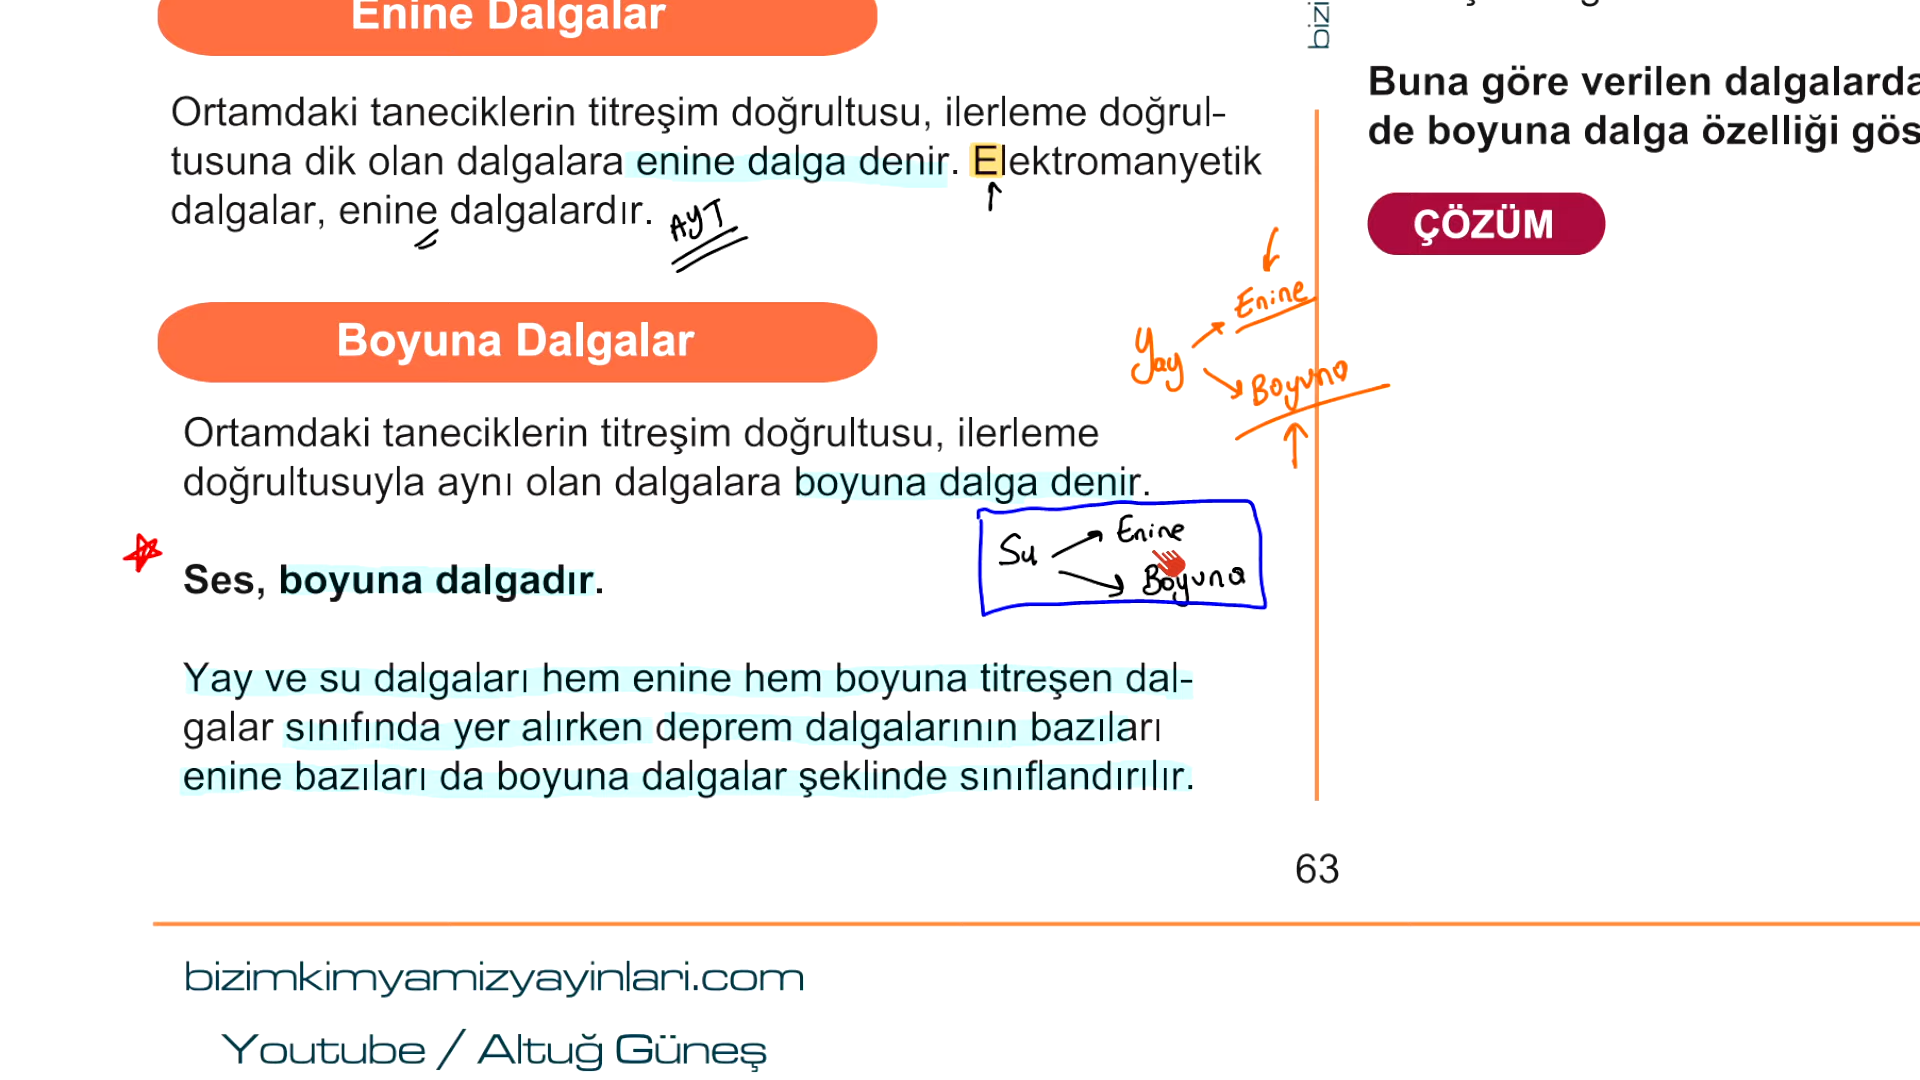 Enine Dalgalar
Ortamdaki taneciklerin titreşim doğrultusu, ilerleme doğrul-
tusuna dik olan dalgalara enine dalga denir. Elektromanyetik
dalgalar, enine dalgalardır. AYT
Boyuna Dalgalar
Yay
Enine
Boyuna
Ortamdaki taneciklerin titreşim doğrultusu, ilerleme
doğrultusuyla aynı olan dalgalara boyuna dalga denir.
Su
Enine
Boyuna
Ses, boyuna dalgadır.
Yay ve su dalgaları hem enine hem boyuna titreşen dal-
galar sınıfında yer alırken deprem dalgalarının bazıları
enine bazıları da boyuna dalgalar şeklinde sınıflandırılır.
63
bizimkimyamizyayinlari.com
Youtube / Altuğ Güneş
bizi
Buna göre verilen dalgalarda
de boyuna dalga özelliği gös
ÇÖZÜM